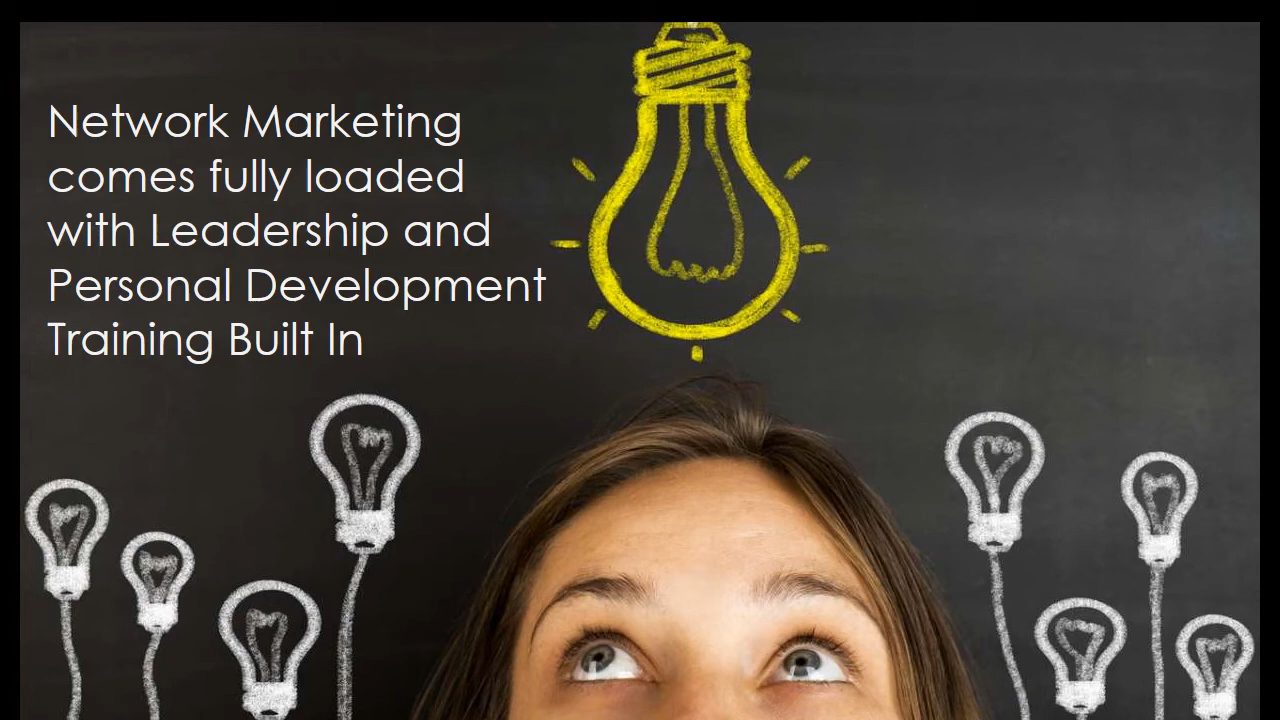 Network Marketing
comes fully loaded
with Leadership and
Personal Development
Training Built In